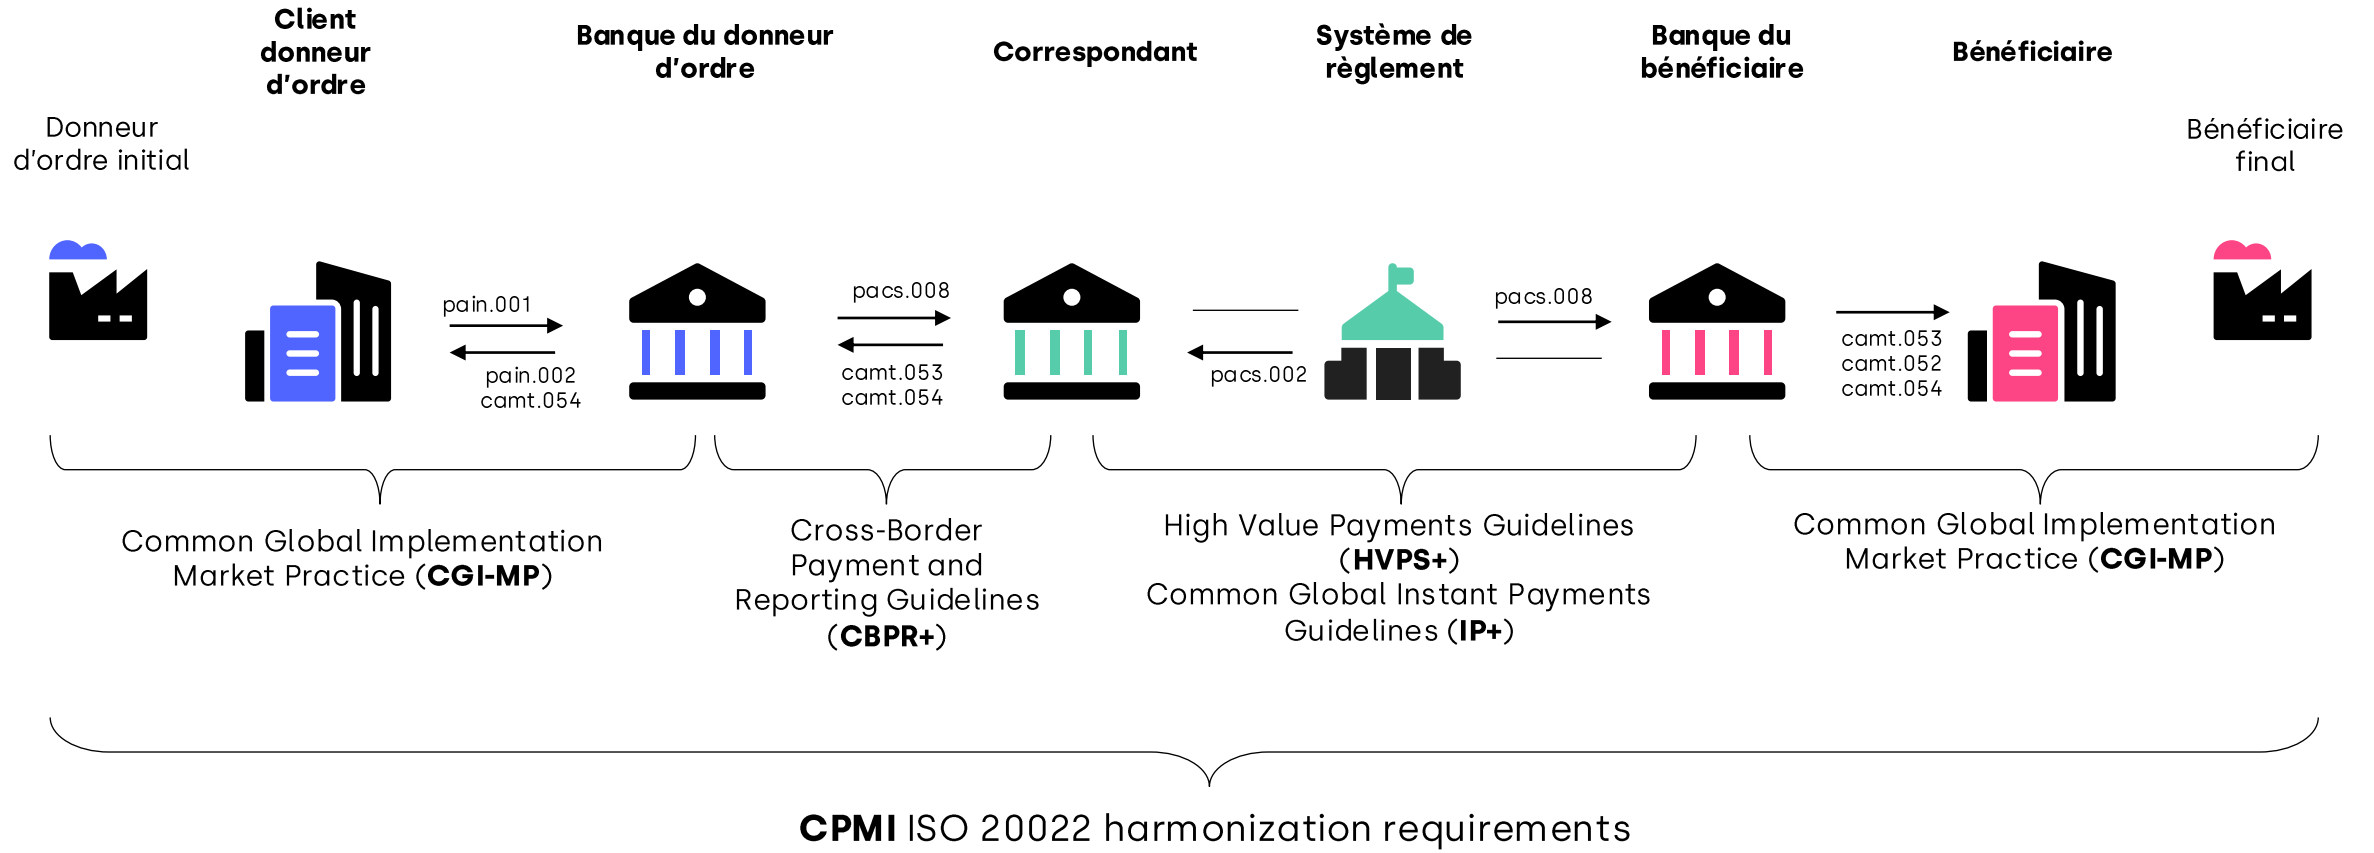 Client
donneur
d'ordre
Banque du donneur
d'ordre
Correspondant
Système de
règlement
Banque du
bénéficiaire
Bénéficiaire
Donneur
d'ordre initial
Bénéficiaire
final
pain.001
pain.002
camt.054
pacs.008
camt.053
camt.054
pacs.002
pacs.008
camt.053
camt.052
camt.054
Common Global Implementation
Market Practice (CGI-MP)
Cross-Border
Payment and
Reporting Guidelines
(CBPR+)
High Value Payments Guidelines
(HVPS+)
Common Global Instant Payments
Guidelines (IP+)
Common Global Implementation
Market Practice (CGI-MP)
CPMI ISO 20022 harmonization requirements